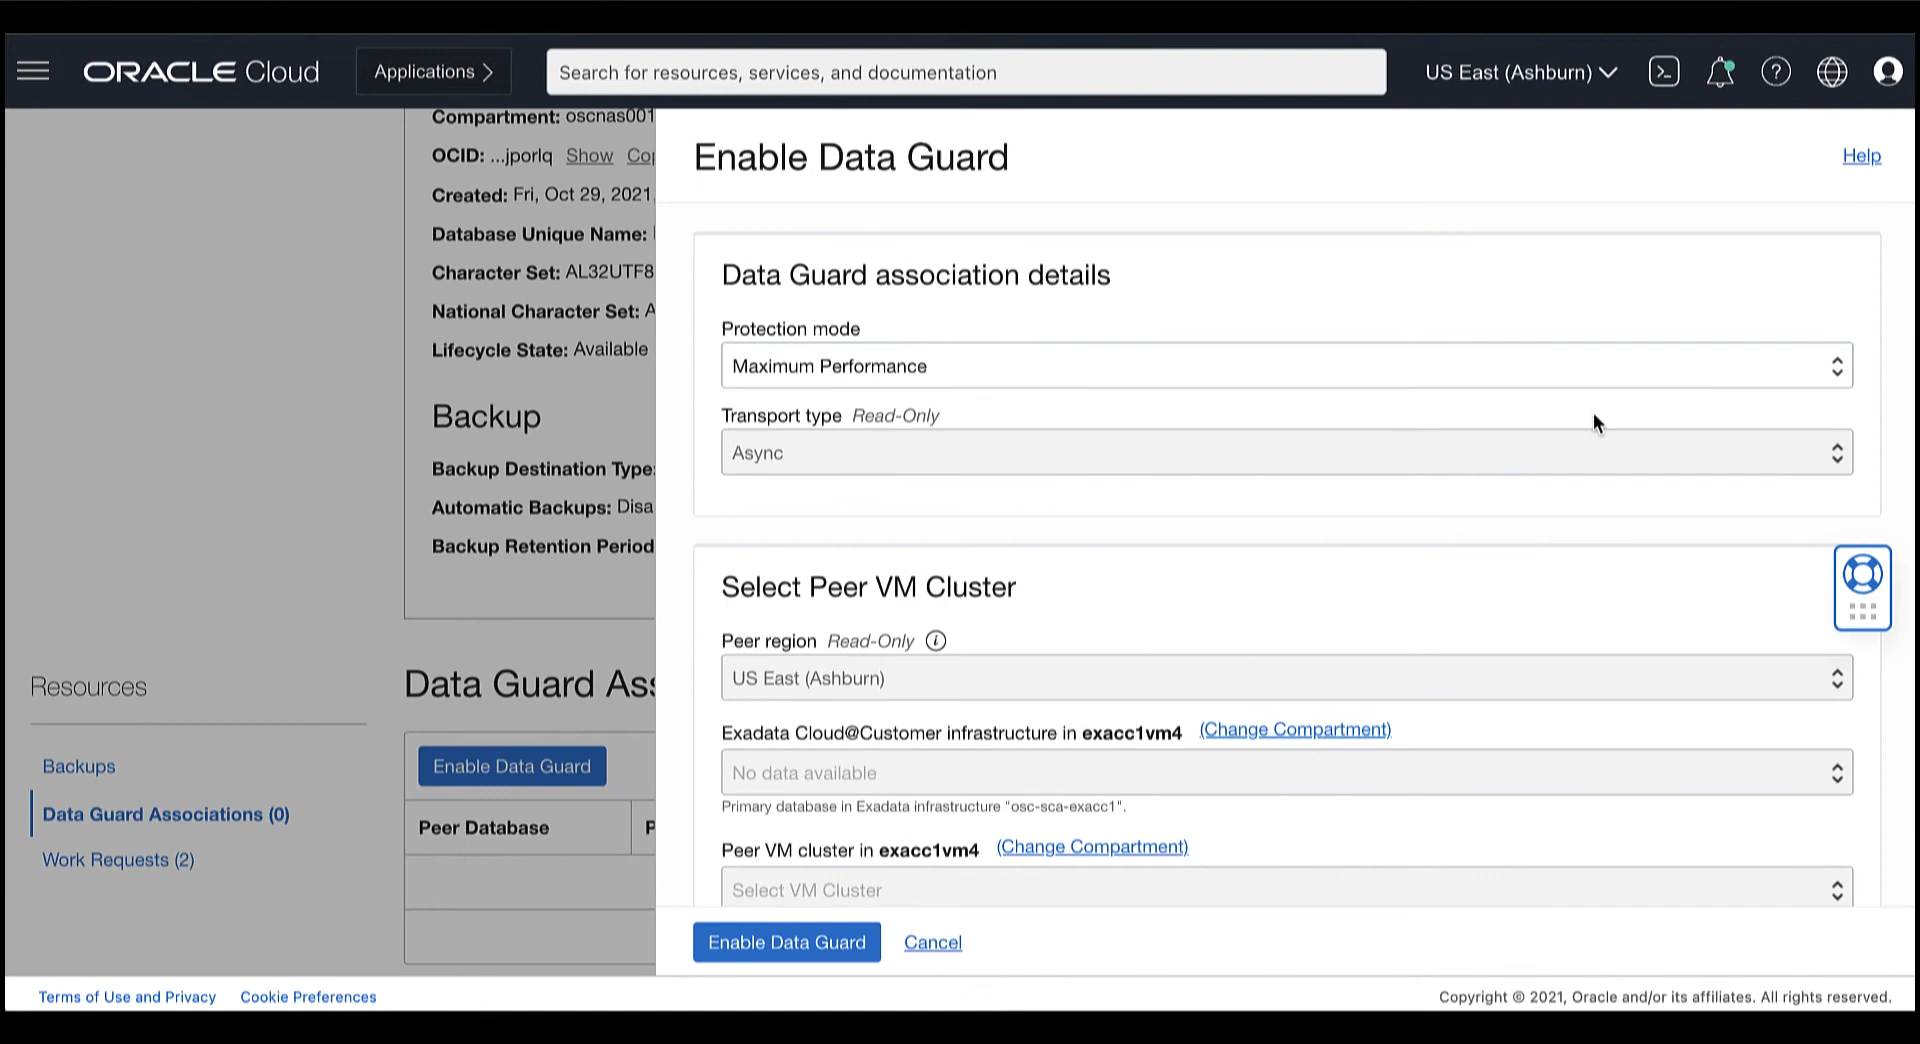 ORACLE Cloud
Applications
Search for resources, services, and documentation
US East (Ashburn)
Compartment: oscnas001
OCID: ...jporlq Show
Created: Fri, Oct 29, 2021
Database Unique Name:
Character Set: AL32UTF8
National Character Set: A
Lifecycle State: Available
Backup
Backup Destination Type:
Automatic Backups: Disa
Backup Retention Period
Resources
Backups
Data Guard Associations (0)
Work Requests (2)
Data Guard Ass
Enable Data Guard
Peer Database
P
Enable Data Guard
Help
Data Guard association details
Protection mode
Maximum Performance
Transport type Read-Only
Async
Select Peer VM Cluster
Peer region Read-Only
US East (Ashburn)
Exadata Cloud@Customer infrastructure in exacc1vm4 (Change Compartment)
No data available
Primary database in Exadata infrastructure "osc-sca-exacc1".
Peer VM cluster in exacc1vm4 (Change Compartment)
Select VM Cluster
Enable Data Guard
Cancel
Terms of Use and Privacy
Cookie Preferences
Copyright © 2021, Oracle and/or its affiliates. All rights reserved.